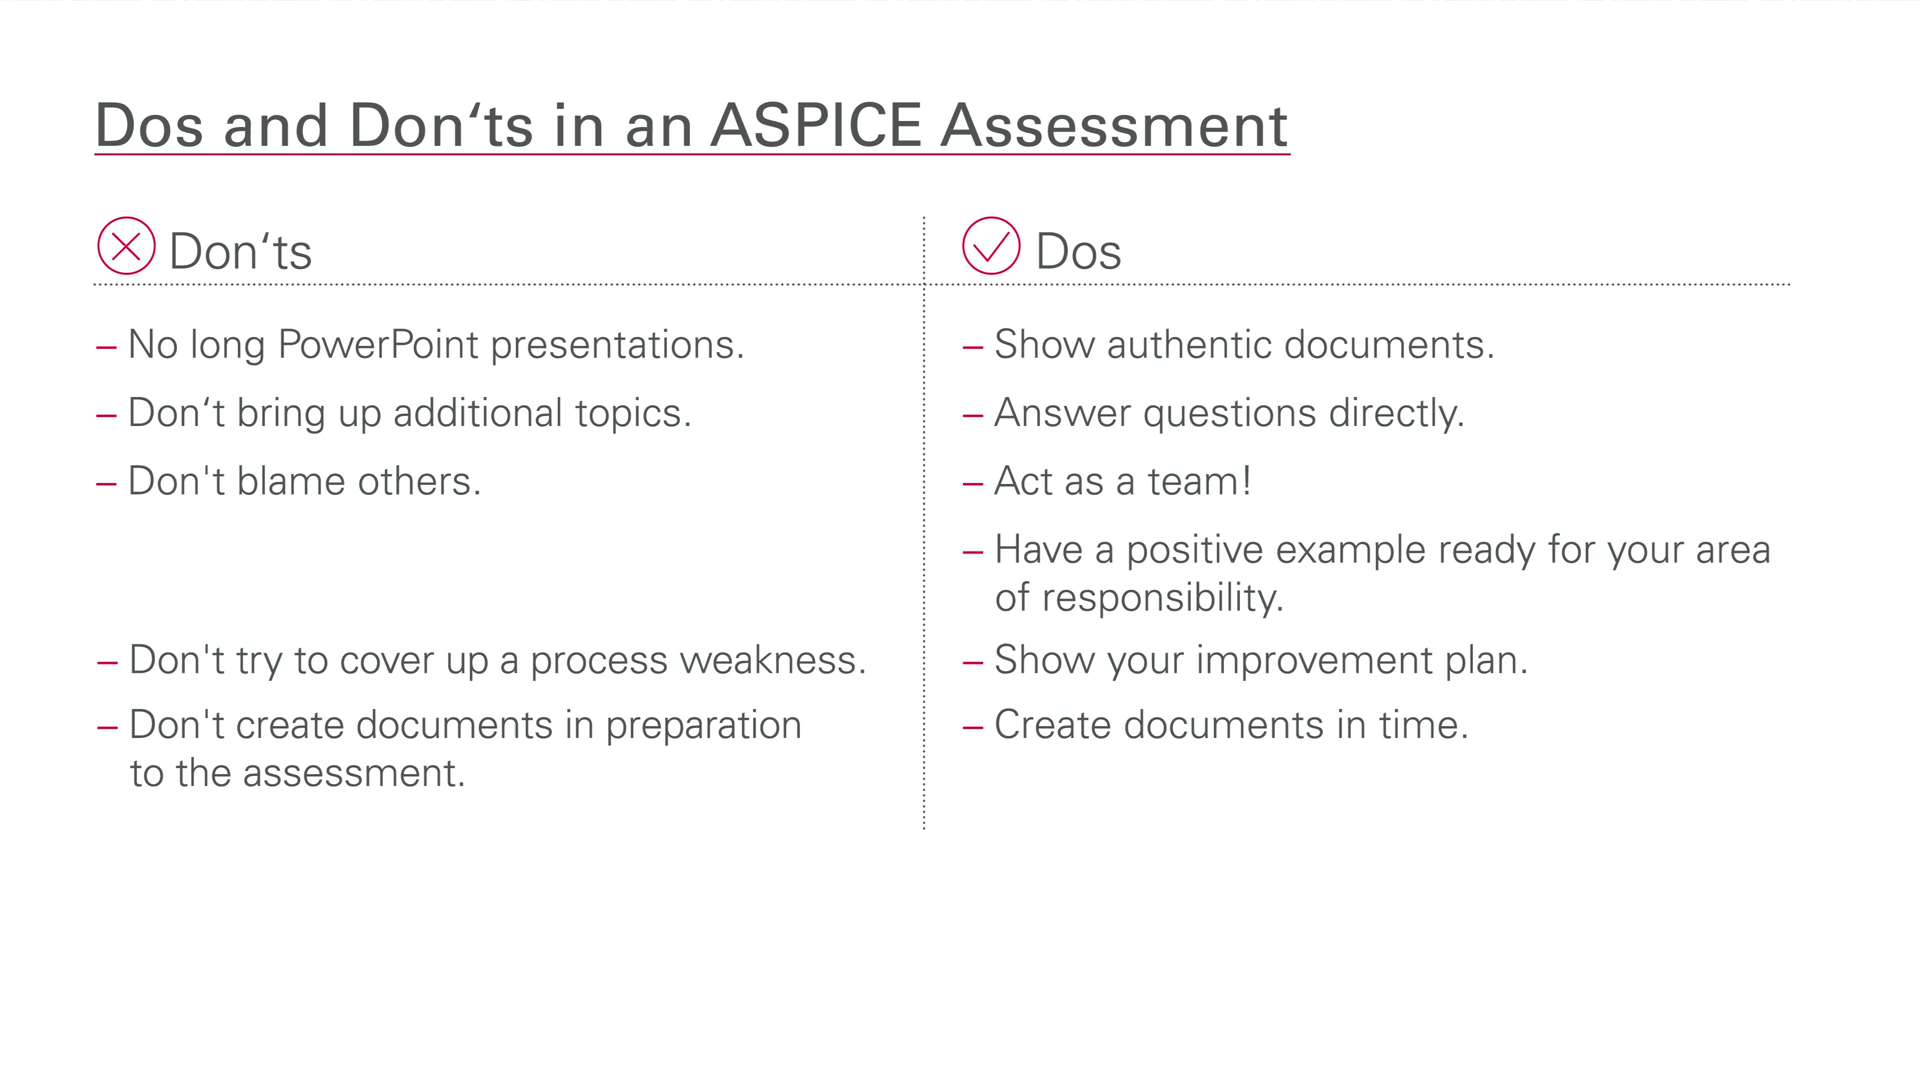 Dos and Don‘ts in an ASPICE Assessment
Don‘ts
– No long PowerPoint presentations.
– Don‘t bring up additional topics.
– Don't blame others.
– Don't try to cover up a process weakness.
– Don't create documents in preparation
to the assessment.
Dos
– Show authentic documents.
– Answer questions directly.
– Act as a team!
– Have a positive example ready for your area
of responsibility.
– Show your improvement plan.
– Create documents in time.